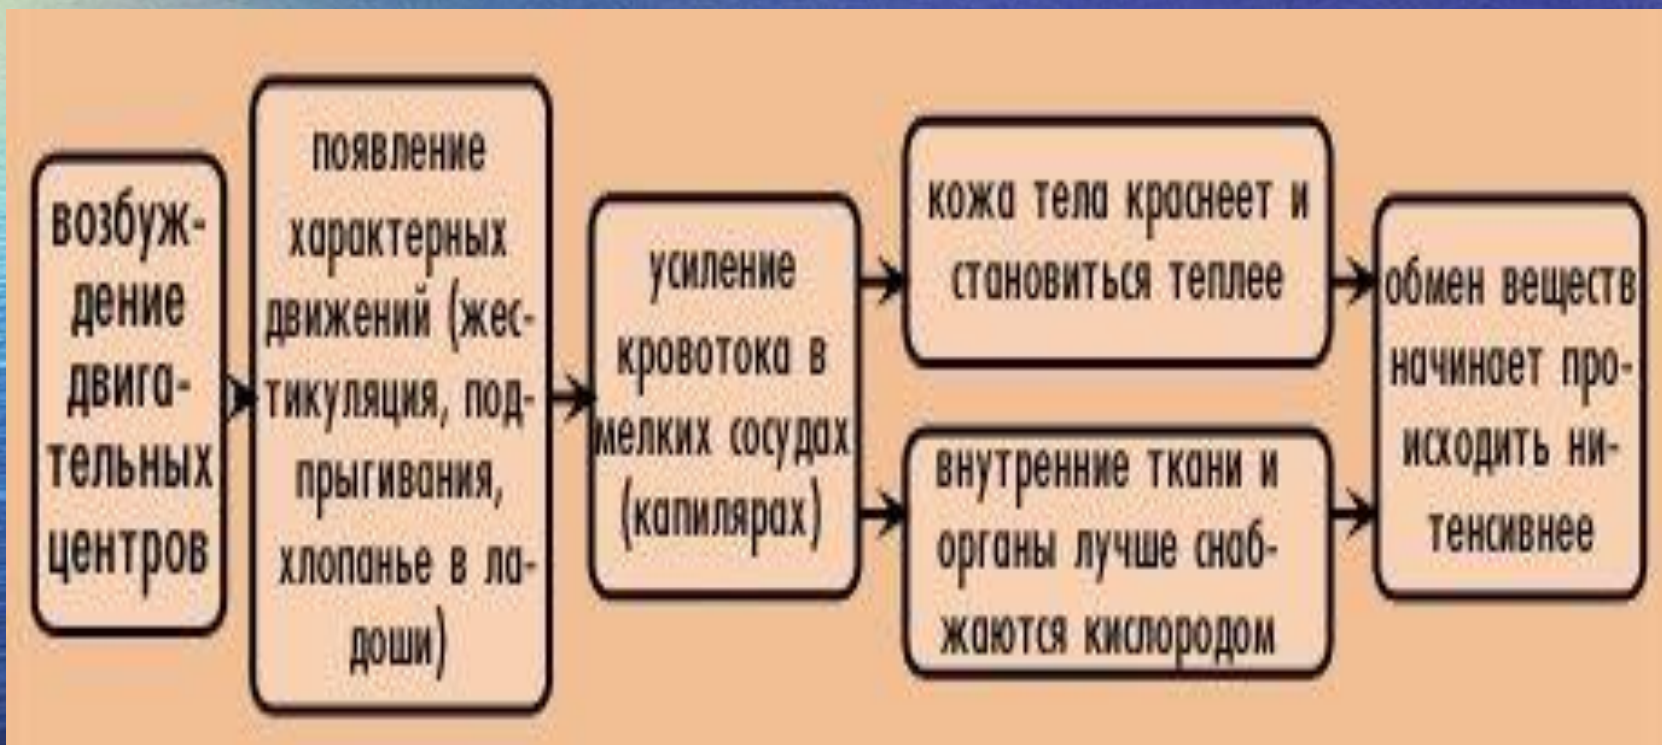 возбуж-
дение
двига-
тельных
центров
появление
характерных
движений (жес-
тикуляция, под-
прыгивания,
хлопанье в ла-
доши)
усиление
кровотока в
мелких сосудах
(капилярах)
кожа тела краснеет и
становиться теплее
внутренние ткани и
органы лучше снаб-
жаются кислородом
обмен веществ
начинает про-
исходить ни-
тенсивнее